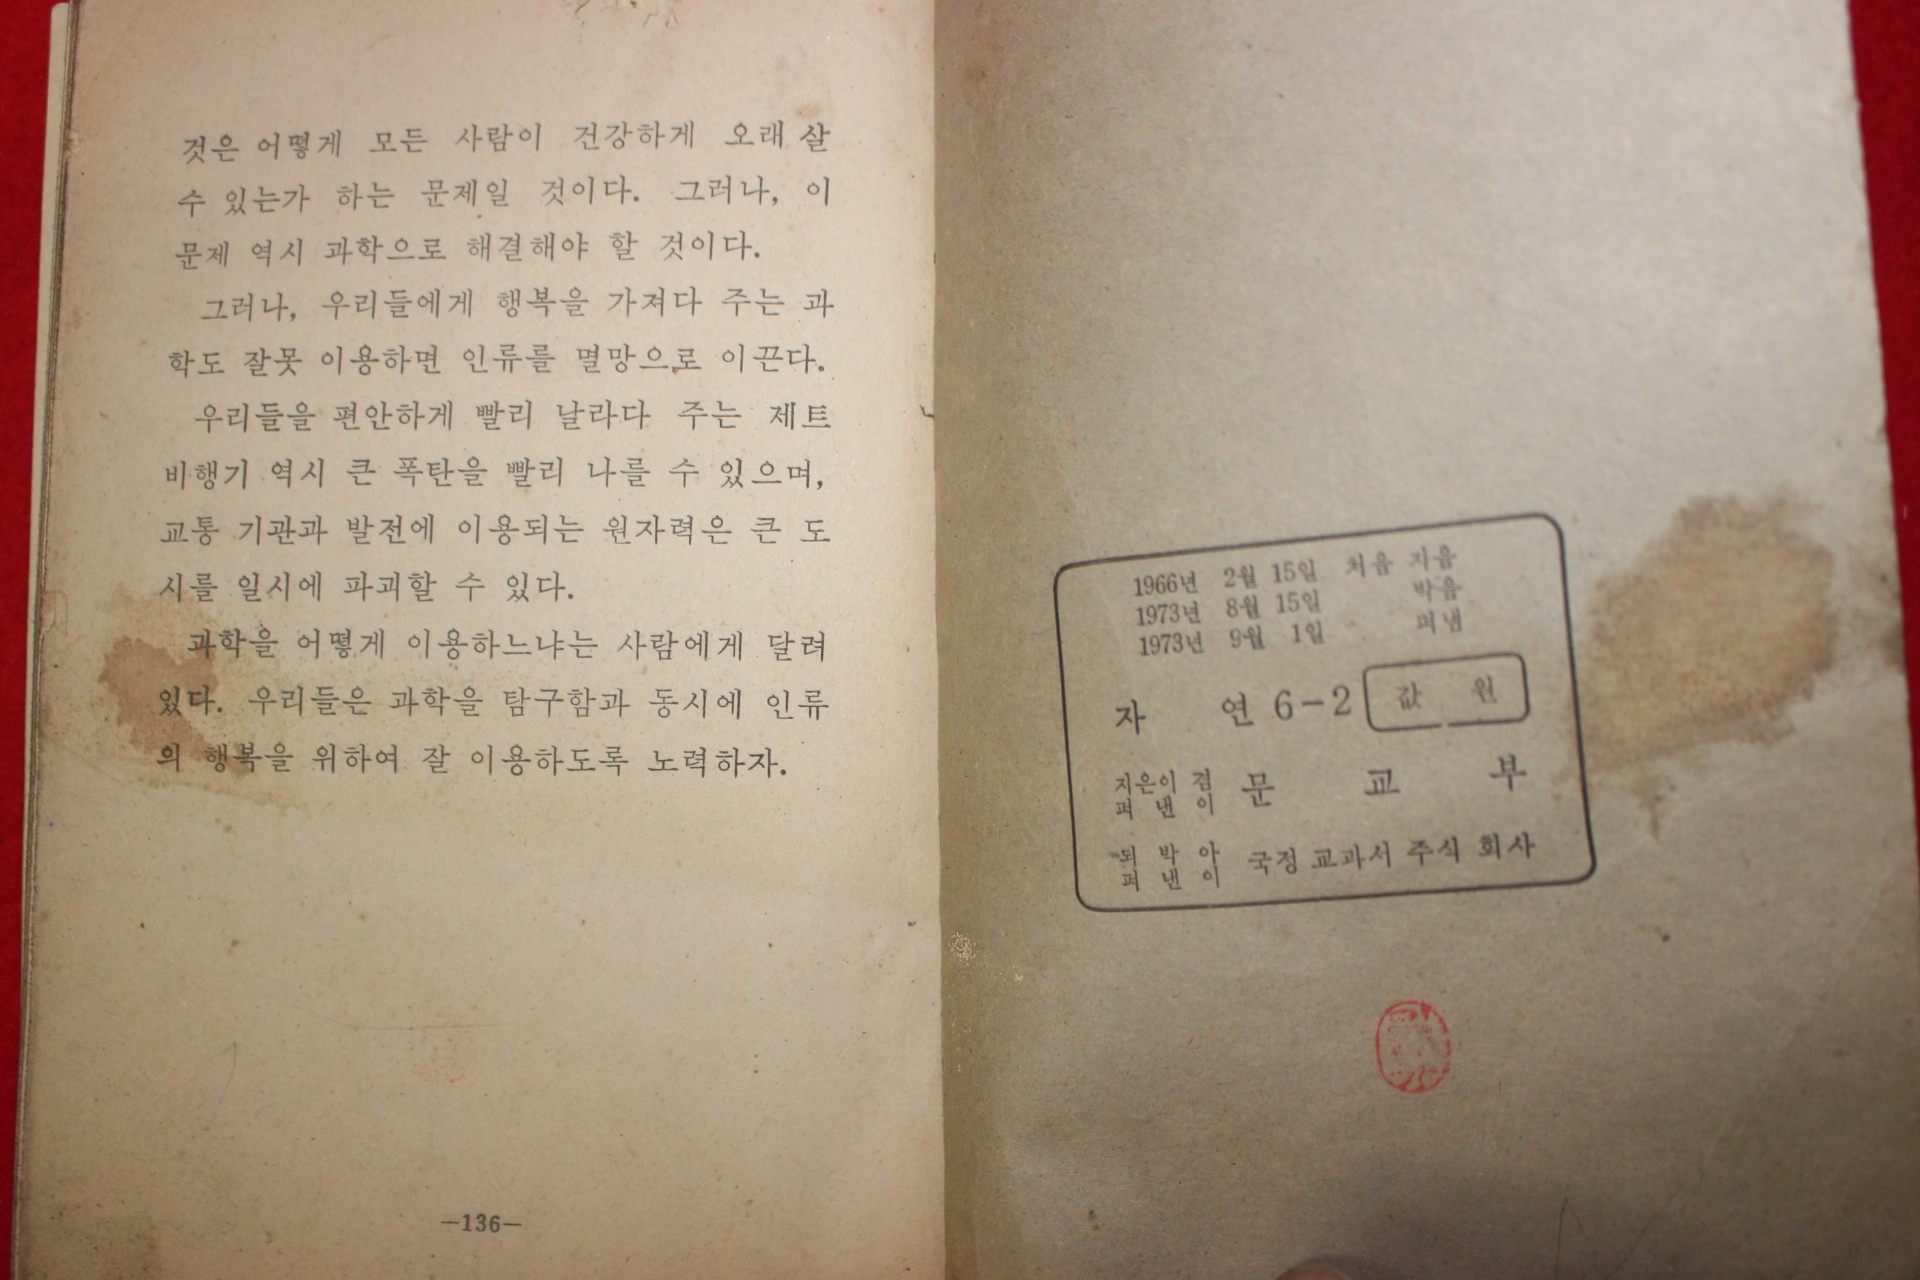 것은 어떻게 모든 사람이 건강하게 오래 살
수 있는가 하는 문제일 것이다. 그러나, 이
문제 역시 과학으로 해결해야 할 것이다.
그러나, 우리들에게 행복을 가져다 주는 과
학도 잘못 이용하면 인류를 멸망으로 이끈다.
우리들을 편안하게 빨리 날라다 주는 제트
비행기 역시 큰 폭탄을 빨리 나를 수 있으며,
교통 기관과 발전에 이용되는 원자력은 큰 도
시를 일시에 파괴할 수 있다.
과학을 어떻게 이용하느냐는 사람에게 달려
있다. 우리들은 과학을 탐구함과 동시에 인류
의 행복을 위하여 잘 이용하도록 노력하자.
—136—
1966년 2월 15일 처음 지음
1973년 8월 15일 박음
1973년 9월 1일 펴냄
자 연 6-2 값 원
지은이 겸
펴 낸 이
문 교 부
되 박 아
펴 낸 이
국정 교과서 주식 회사